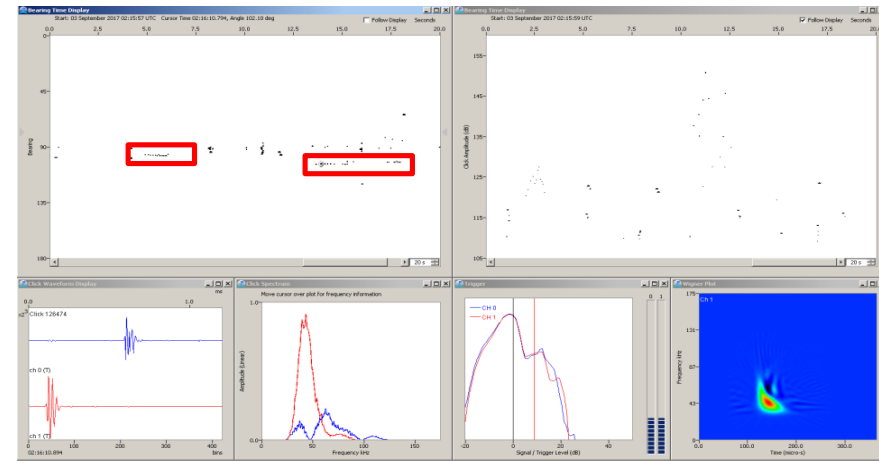 Bearing Time Display
Start: 03 September 2017 02:15:57 UTC Cursor Time 02:16:10.794, Angle 102.10 deg
Follow Display Seconds
0.0 2.5 5.0 7.5 10.0 12.5 15.0 17.5 20.0
0
45
90
135
180
Bearing
20 s
Bearing Time Display
Start: 03 September 2017 02:15:59 UTC
Follow Display Seconds
0.0 2.5 5.0 7.5 10.0 12.5 15.0 17.5 20.0
155
145
135
125
115
105
Click Amplitude (dB)
20 s
Click Waveform Display
ms
0.0 1.0
x2³
Click 126474
ch 0 (T)
ch 1 (T)
0 100 200 300 400
02:16:10.894 bins
Click Spectrum
Move cursor over plot for frequency information
1.0
0.0
Amplitude (Linear)
0 50 100 150
Frequency kHz
Trigger
0 1
CH 0
CH 1
-20 0 20 40
Signal / Trigger Level (dB)
Wigner Plot
Ch 1
175
131
87
43
0
Frequency kHz
0.0 100.0 200.0 300.0
Time (micro-s)